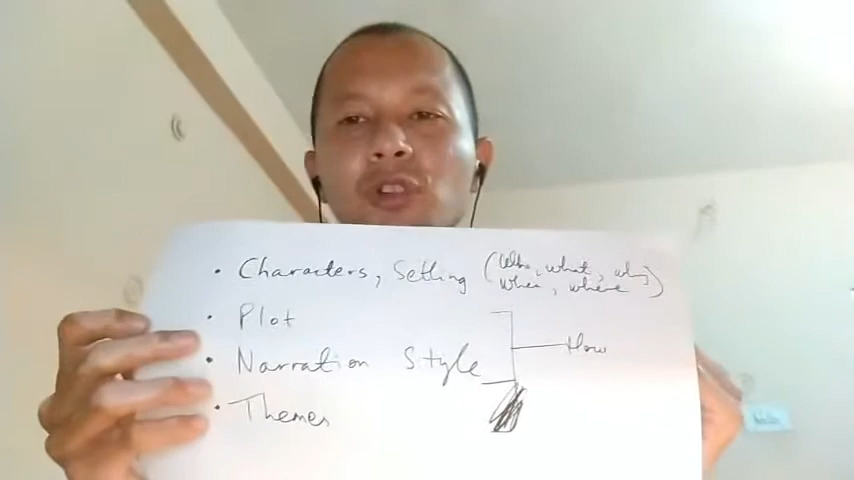 • Characters, Setting (Who, what, why,
when, where)
• Plot
• Narration Style
How
• Themes